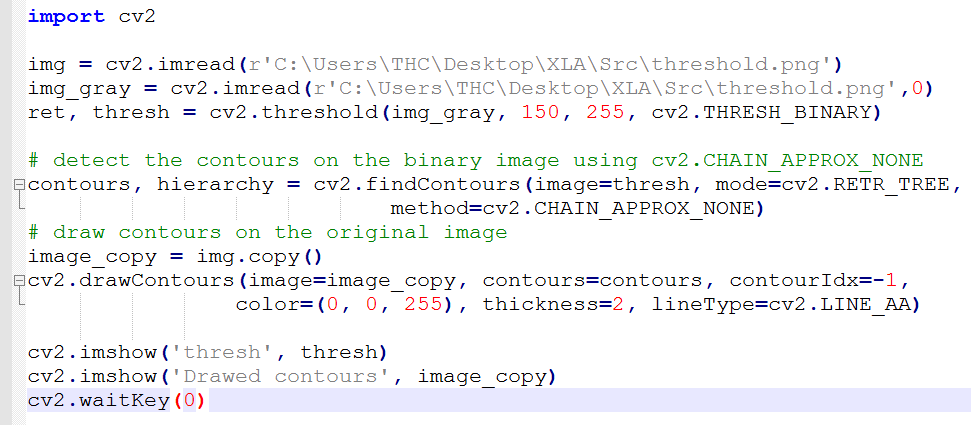 import cv2
img = cv2.imread(r'C:\Users\THC\Desktop\XLA\Src\threshold.png')
img_gray = cv2.imread(r'C:\Users\THC\Desktop\XLA\Src\threshold.png',0)
ret, thresh = cv2.threshold(img_gray, 150, 255, cv2.THRESH_BINARY)
# detect the contours on the binary image using cv2.CHAIN_APPROX_NONE
contours, hierarchy = cv2.findContours(image=thresh, mode=cv2.RETR_TREE,
method=cv2.CHAIN_APPROX_NONE)
# draw contours on the original image
image_copy = img.copy()
cv2.drawContours(image=image_copy, contours=contours, contourIdx=-1,
color=(0, 0, 255), thickness=2, lineType=cv2.LINE_AA)
cv2.imshow('thresh', thresh)
cv2.imshow('Drawed contours', image_copy)
cv2.waitKey(0)